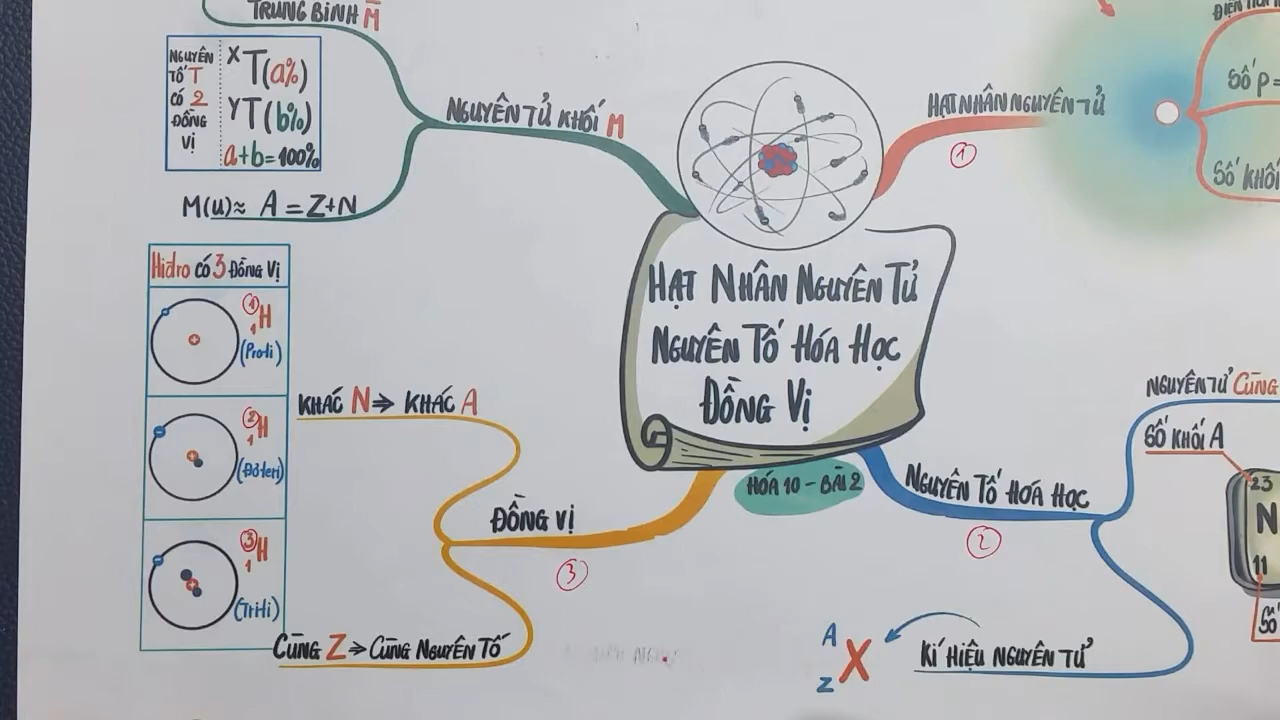 TRUNG BÌNH M̅
NGUYÊN
TỐ T
CÓ 2
ĐỒNG
VỊ
ˣT(a%)
ʸT(b%)
a+b=100%
M(u)≈ A = Z+N
NGUYÊN TỬ KHỐI M
HẠT NHÂN NGUYÊN TỬ
1
SỐ P =
SỐ KHỐI
HẠT NHÂN NGUYÊN TỬ
NGUYÊN TỐ HÓA HỌC
ĐỒNG VỊ
HÓA 10 - BÀI 2
Hiđro có 3 Đồng Vị
¹₁H
(Proti)
²₁H
(Đơteri)
³₁H
(Triti)
KHÁC N ⇒ KHÁC A
ĐỒNG VỊ
3
CÙNG Z ⇒ CÙNG NGUYÊN TỐ
NGUYÊN TỐ HOÁ HỌC
2
NGUYÊN TỬ CÙNG
SỐ KHỐI A
23
N
11
SỐ
KÍ HIỆU NGUYÊN TỬ
A
X
Z